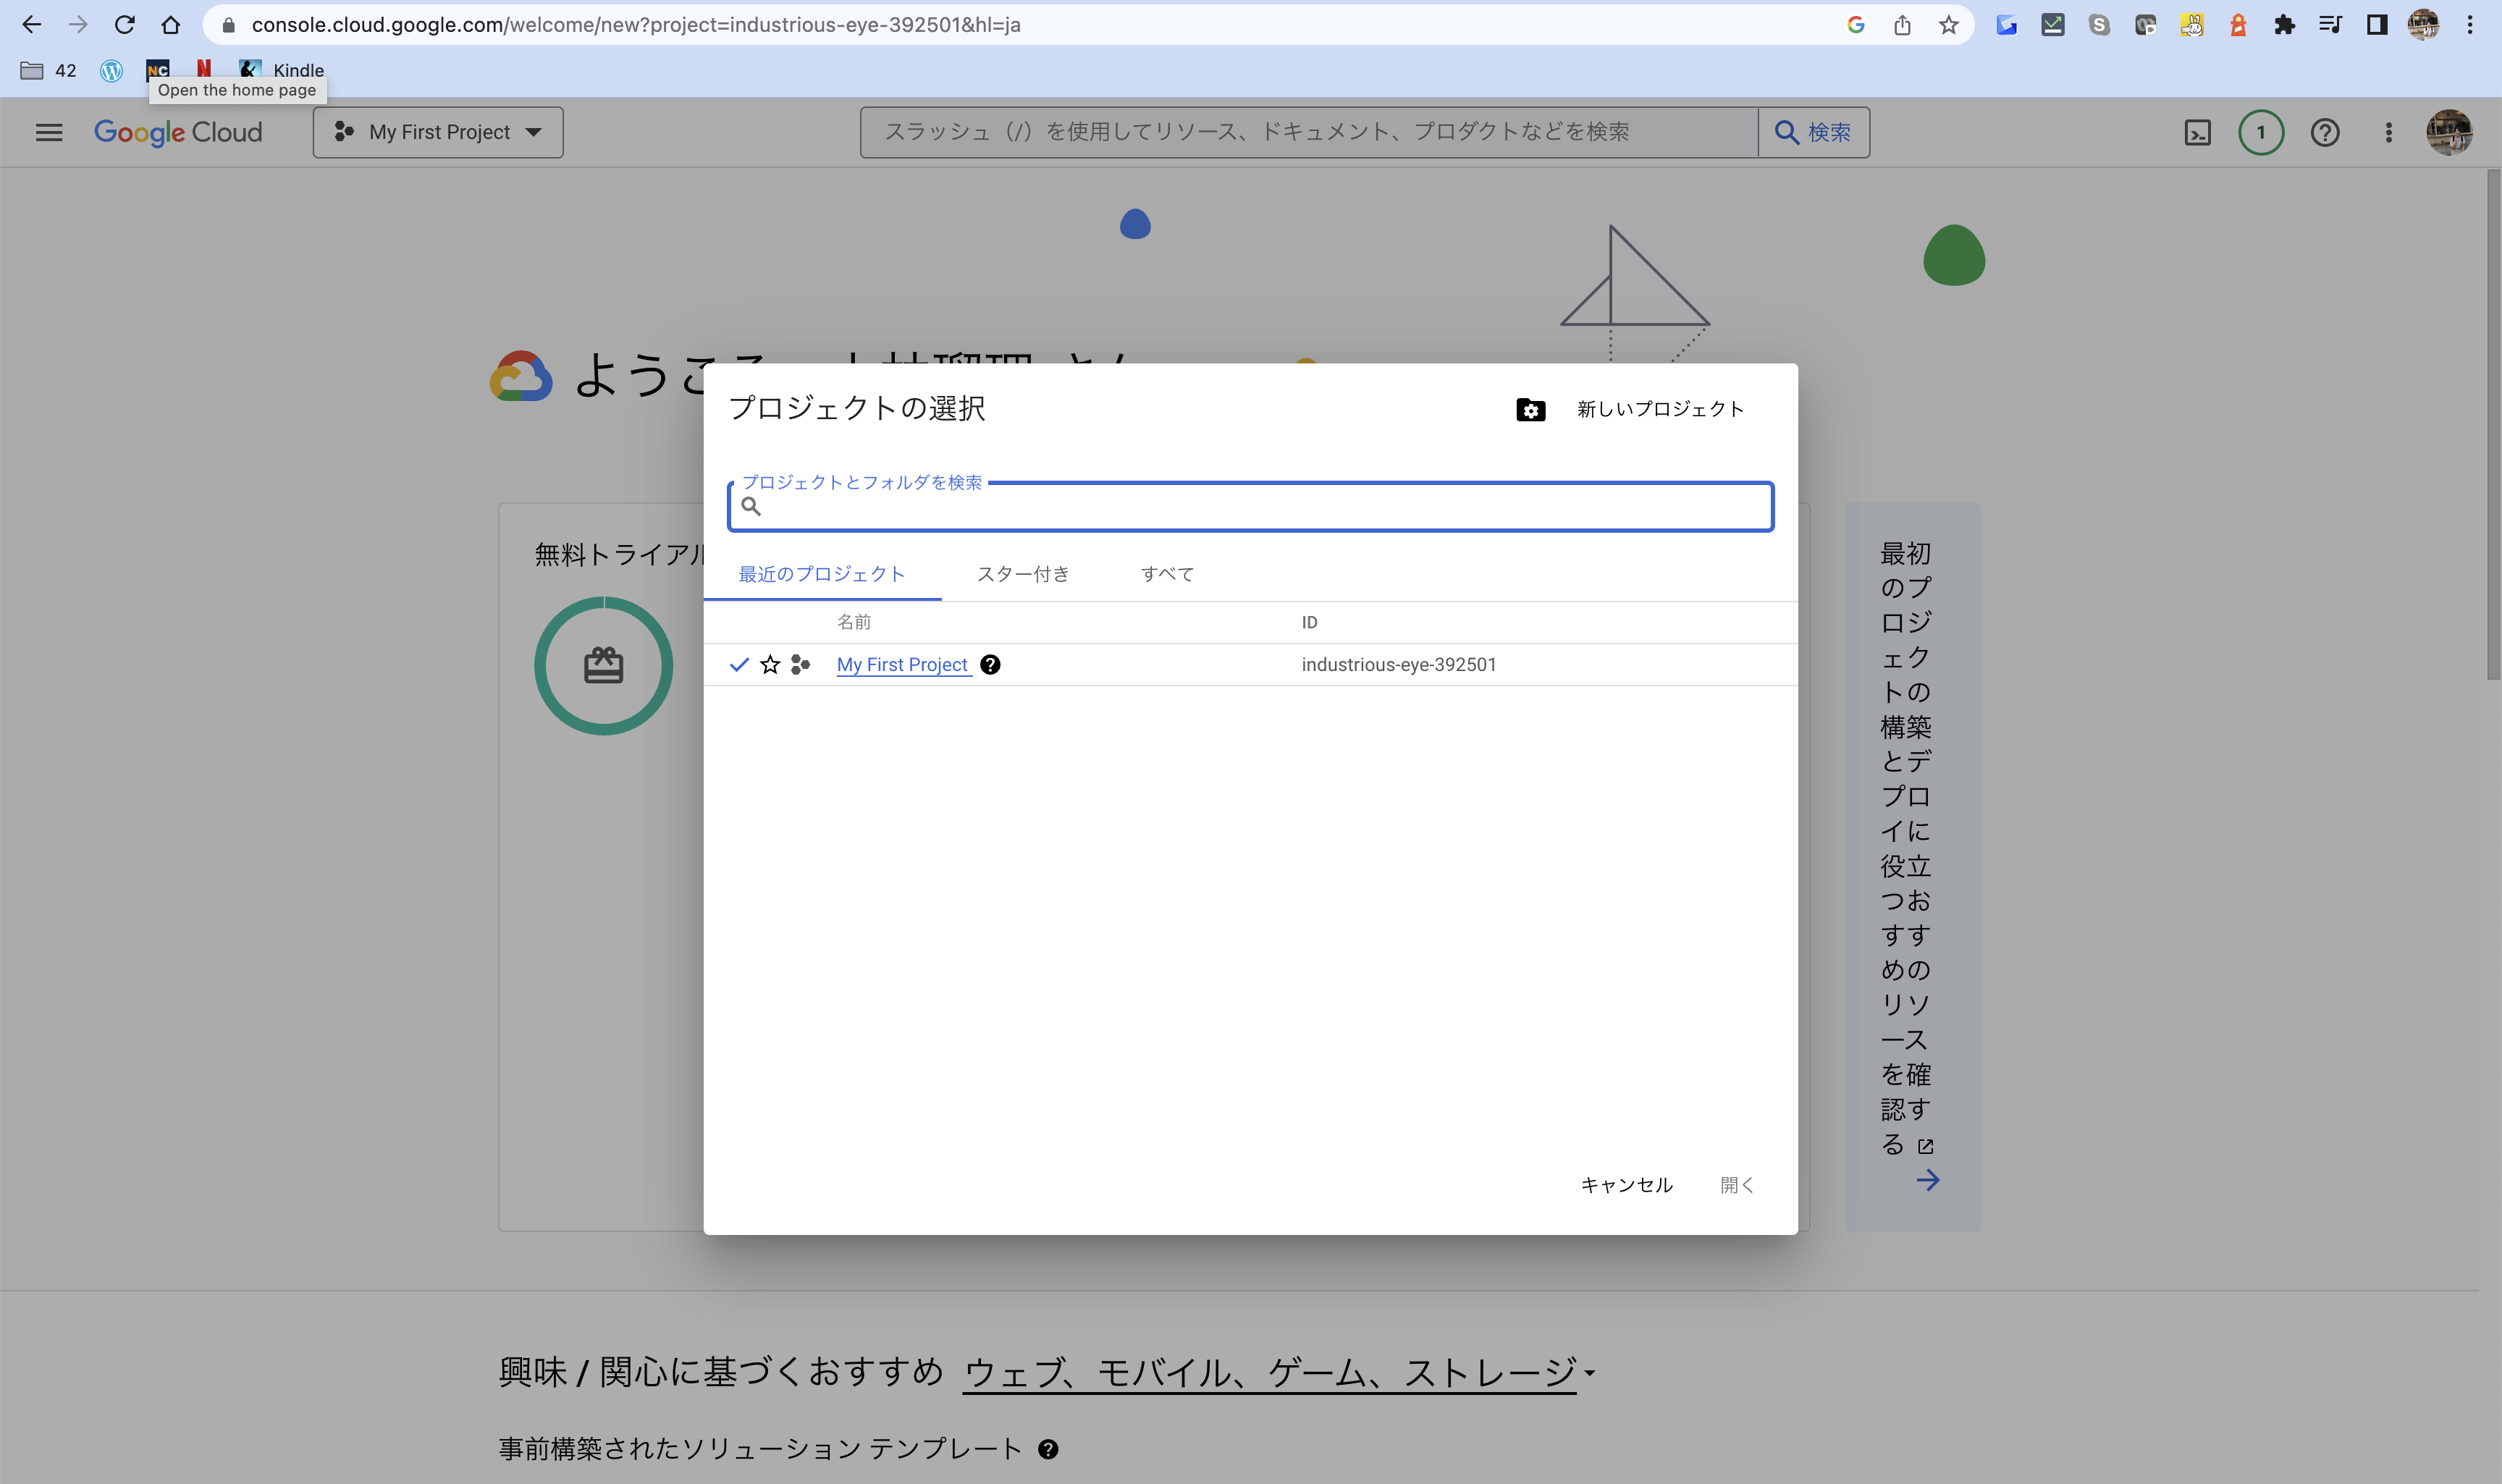 console.cloud.google.com/welcome/new?project=industrious-eye-392501&hl=ja
42
NC
N
Kindle
Open the home page
Google Cloud
My First Project
スラッシュ（/）を使用してリソース、ドキュメント、プロダクトなどを検索
検索
1
ようこそ
プロジェクトの選択
新しいプロジェクト
プロジェクトとフォルダを検索
無料トライアル
最近のプロジェクト
スター付き
すべて
名前
ID
My First Project
industrious-eye-392501
キャンセル
開く
最初
のプ
ロジ
ェク
トの
構築
とデ
プロ
イに
役立
つお
すす
めの
リソ
ース
を確
認す
る
興味 / 関心に基づくおすすめ ウェブ、モバイル、ゲーム、ストレージ
事前構築されたソリューション テンプレート